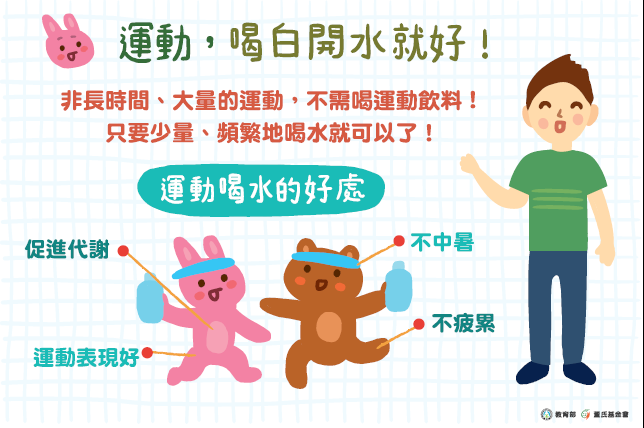 運動，喝白開水就好！
非長時間、大量的運動，不需喝運動飲料！
只要少量、頻繁地喝水就可以了！
運動喝水的好處
促進代謝
不中暑
不疲累
運動表現好
教育部 董氏基金會